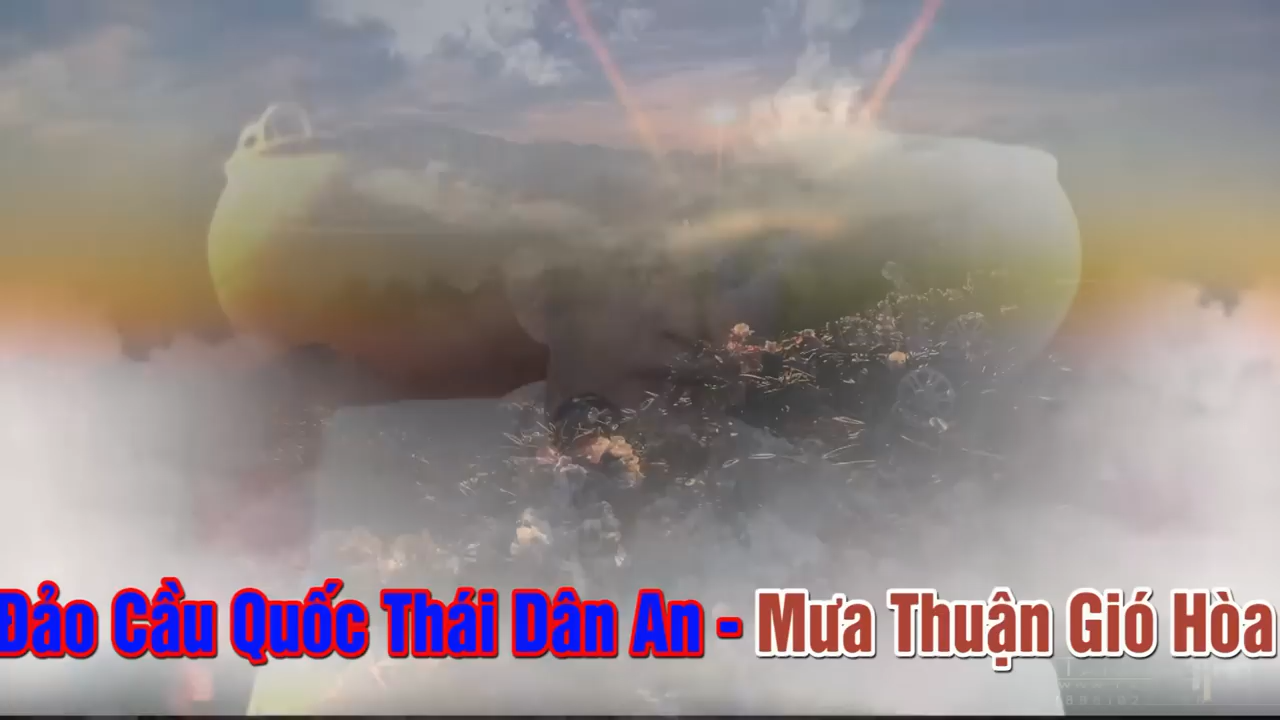 Đảo Cầu Quốc Thái Dân An - Mưa Thuận Gió Hòa